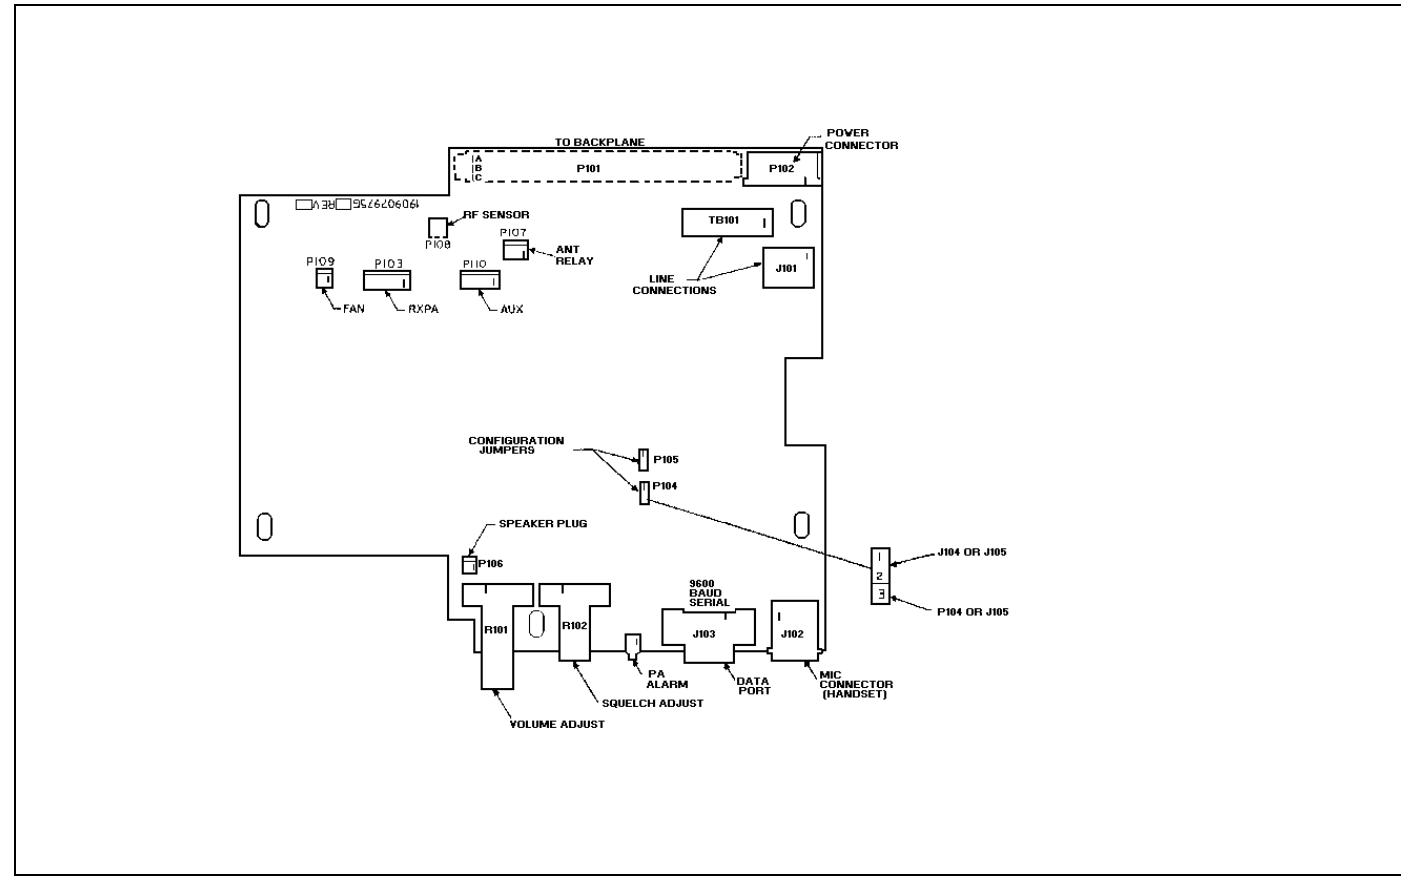 TO BACKPLANE
POWER
CONNECTOR
A
B
C
P101
P102
19D907975G
REV
RF SENSOR
P108
P107
ANT
RELAY
TB101
J101
LINE
CONNECTIONS
P109
P103
P110
FAN
RXPA
AUX
CONFIGURATION
JUMPERS
P105
P104
SPEAKER PLUG
P106
1
2
3
J104 OR J105
P104 OR J105
9600
BAUD
SERIAL
R101
R102
J103
J102
PA
ALARM
DATA
PORT
MIC
CONNECTOR
(HANDSET)
SQUELCH ADJUST
VOLUME ADJUST